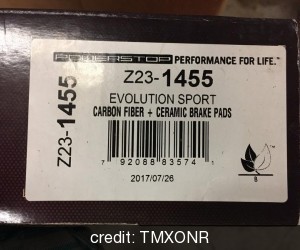 POWERSTOP PERFORMANCE FOR LIFE.™
Z23-1455
Z23-1455
EVOLUTION SPORT
CARBON FIBER + CERAMIC BRAKE PADS
7 92088 83574 1
2017/07/26
B
credit: TMXONR